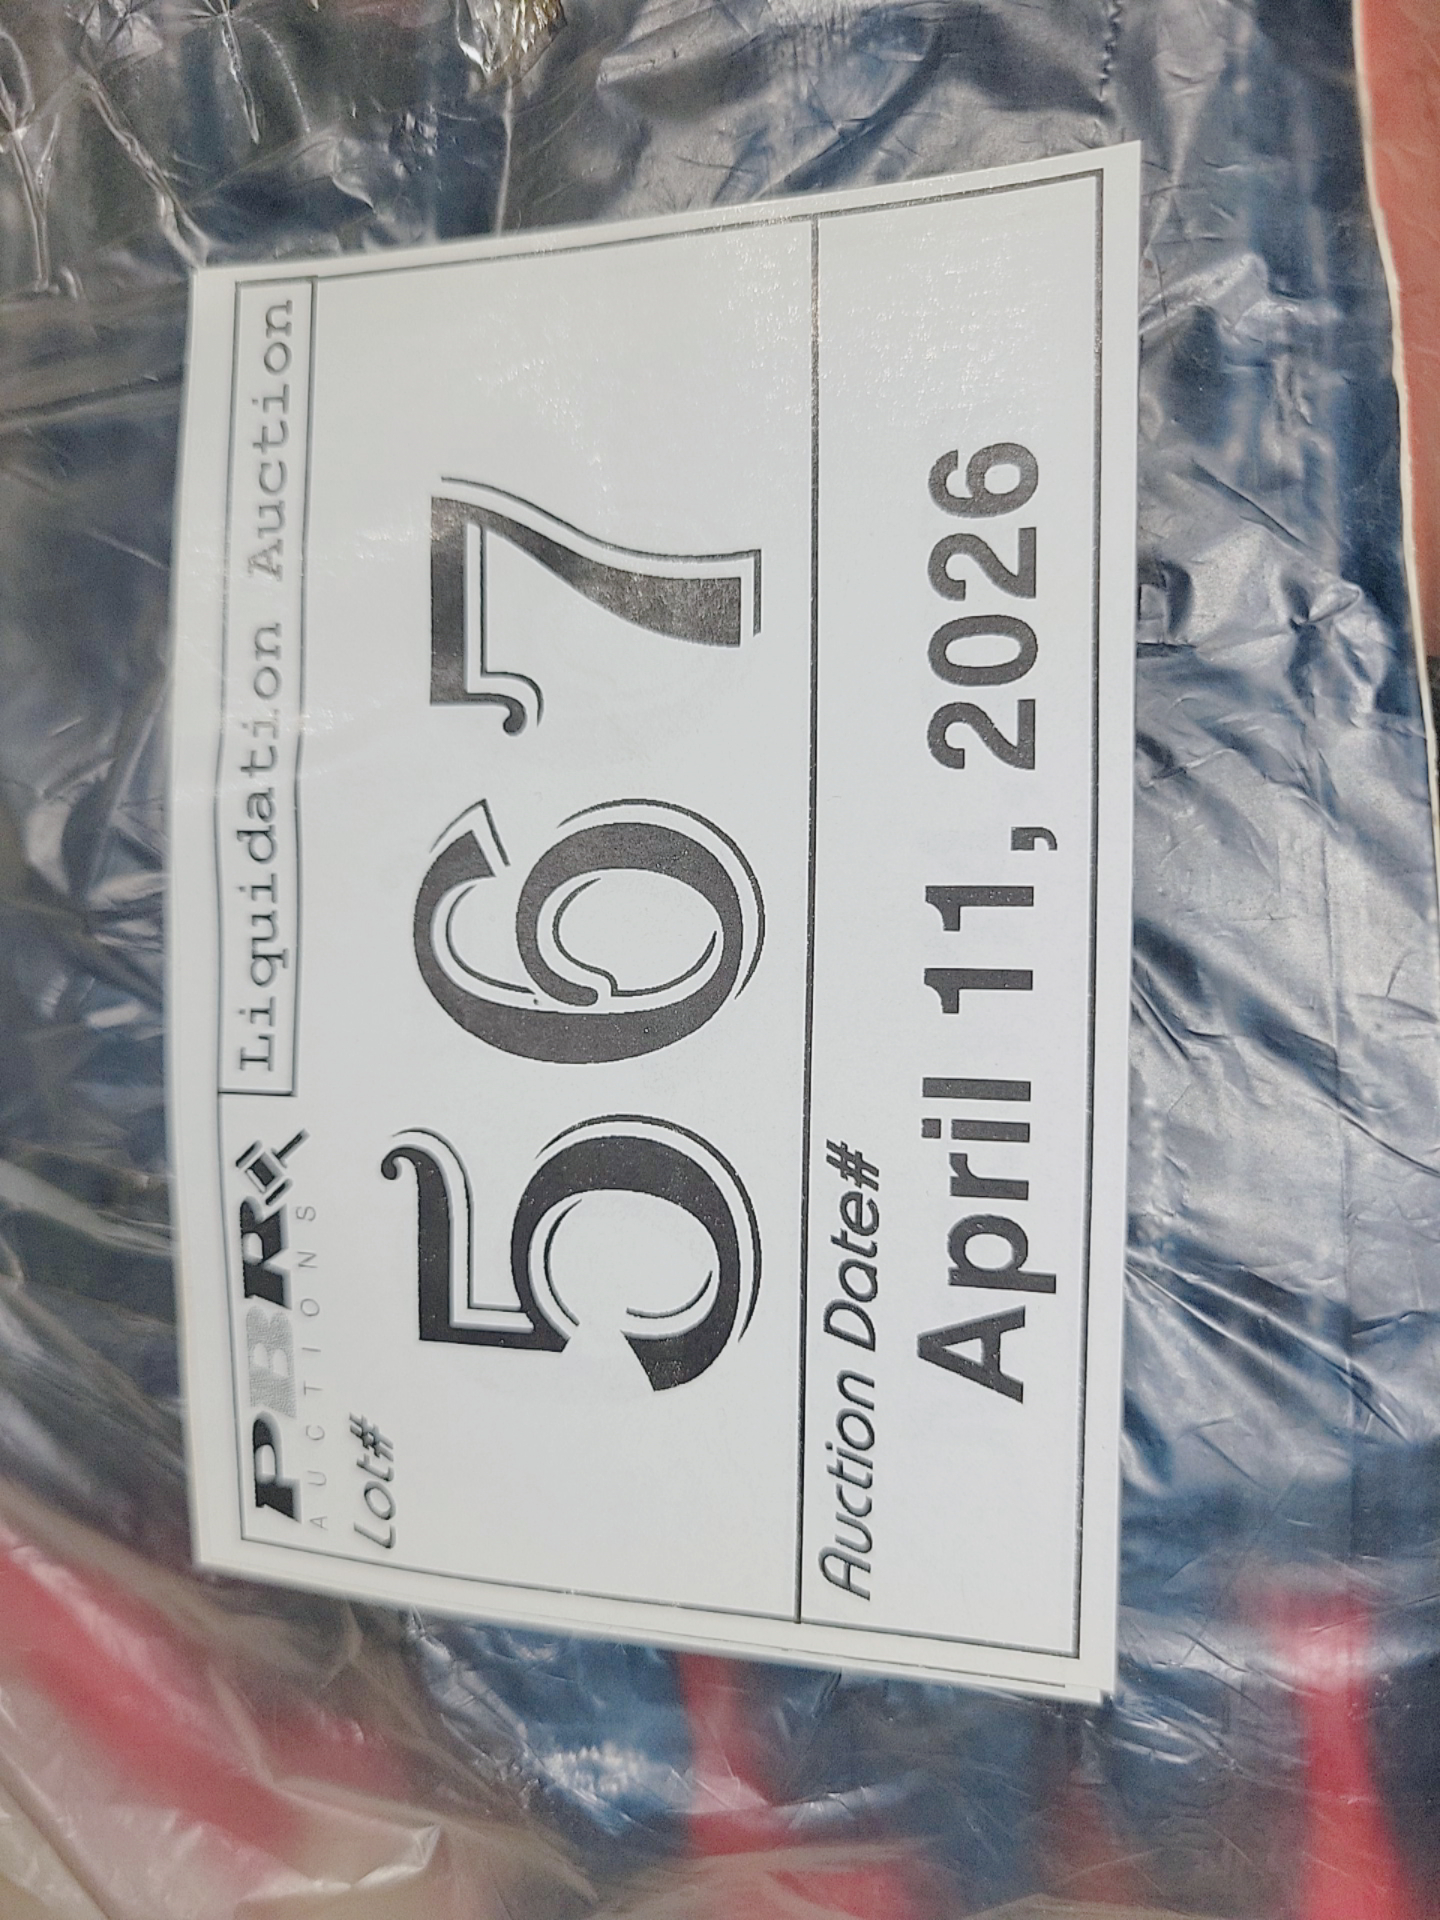 PBR
AUCTIONS
Liquidation Auction
Lot#
567
Auction Date#
April 11, 2026